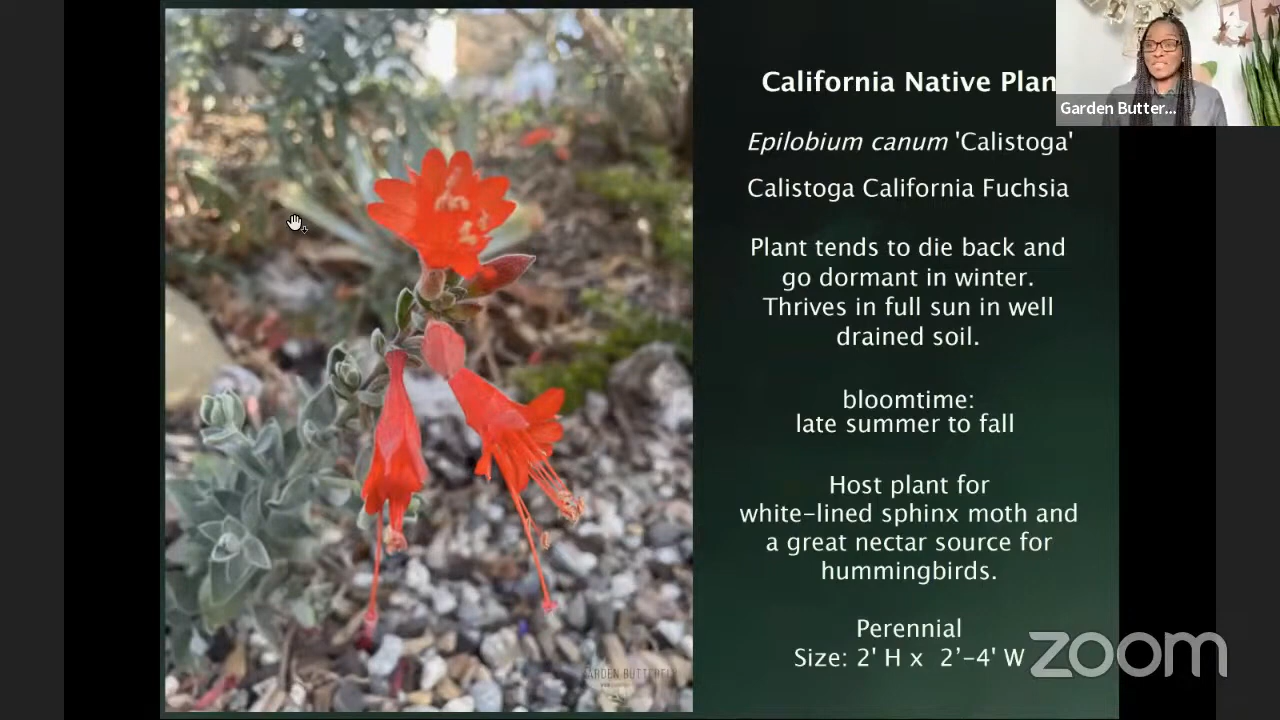 California Native Plan
Garden Butter...
Epilobium canum 'Calistoga'
Calistoga California Fuchsia
Plant tends to die back and
go dormant in winter.
Thrives in full sun in well
drained soil.
bloomtime:
late summer to fall
Host plant for
white-lined sphinx moth and
a great nectar source for
hummingbirds.
Perennial
Size: 2' H x 2'-4' W
zoom
GARDEN BUTTERFLY